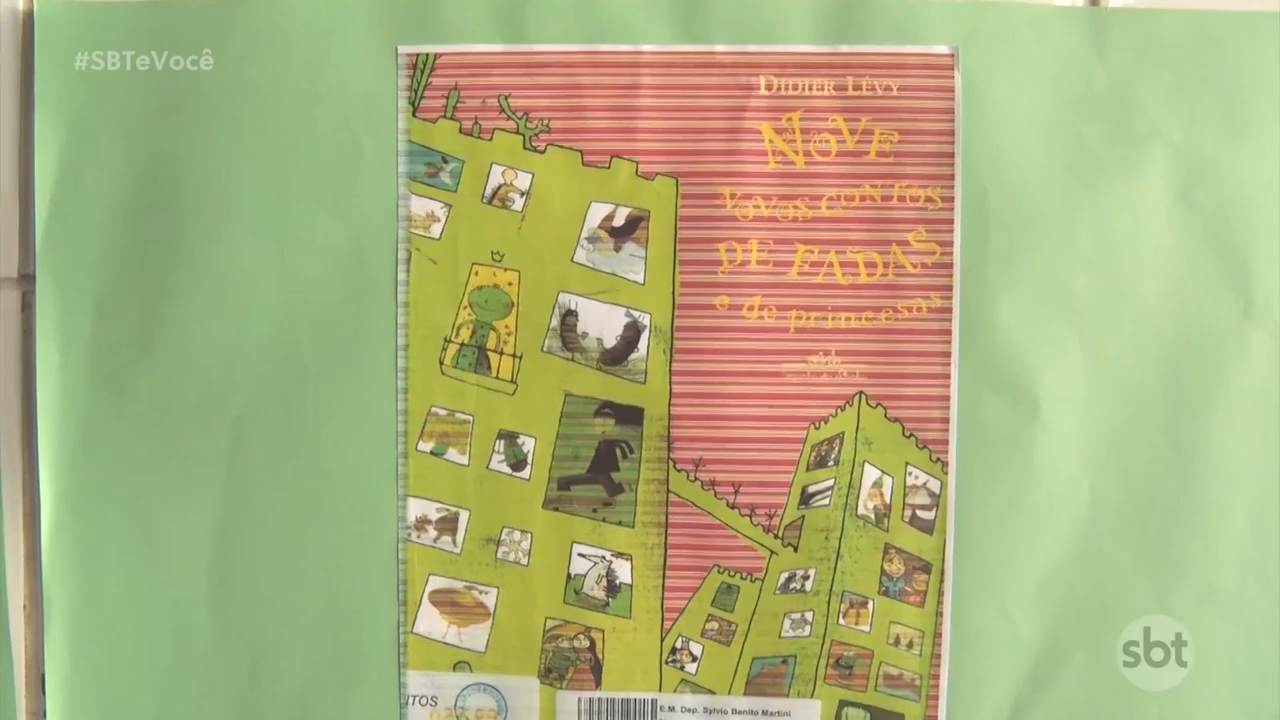 #SBTeVocê
DIDIER LÉVY
NOVE
NOVOS CONTOS
DE FADAS
e de princesas
sbt
E.M. Dep. Sylvio Benito Martini